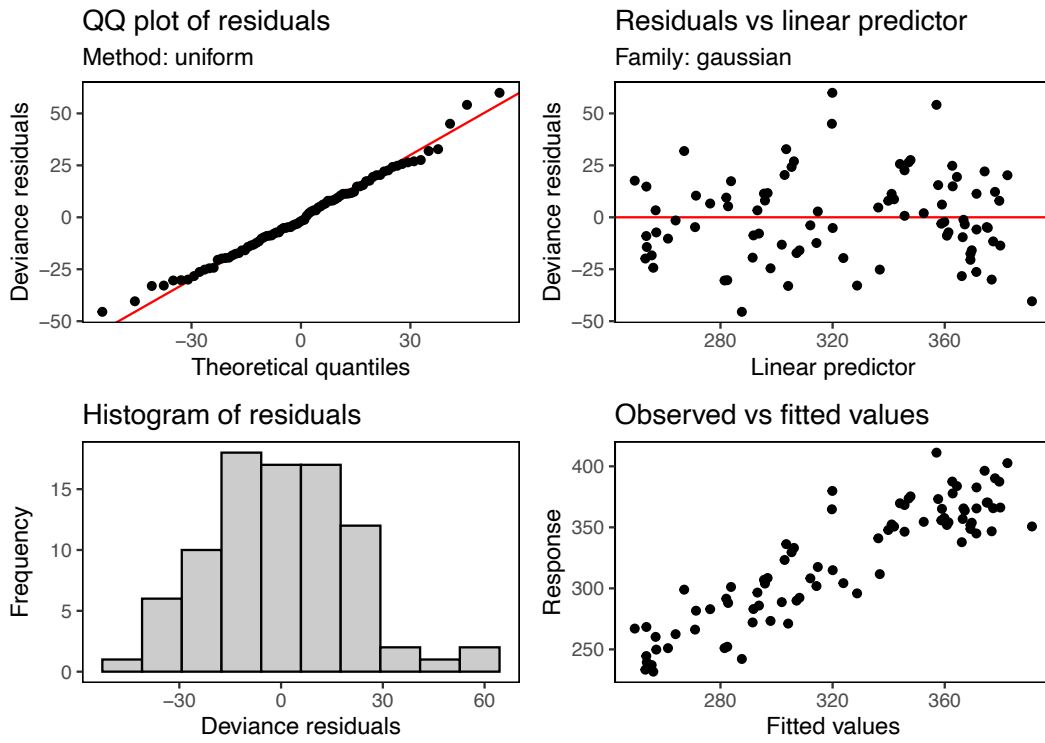 QQ plot of residuals
Method: uniform
Deviance residuals
50
25
0
−25
−50
−30
0
30
Theoretical quantiles
Residuals vs linear predictor
Family: gaussian
Deviance residuals
50
25
0
−25
−50
280
320
360
Linear predictor
Histogram of residuals
Frequency
15
10
5
0
−30
0
30
60
Deviance residuals
Observed vs fitted values
Response
400
350
300
250
280
320
360
Fitted values